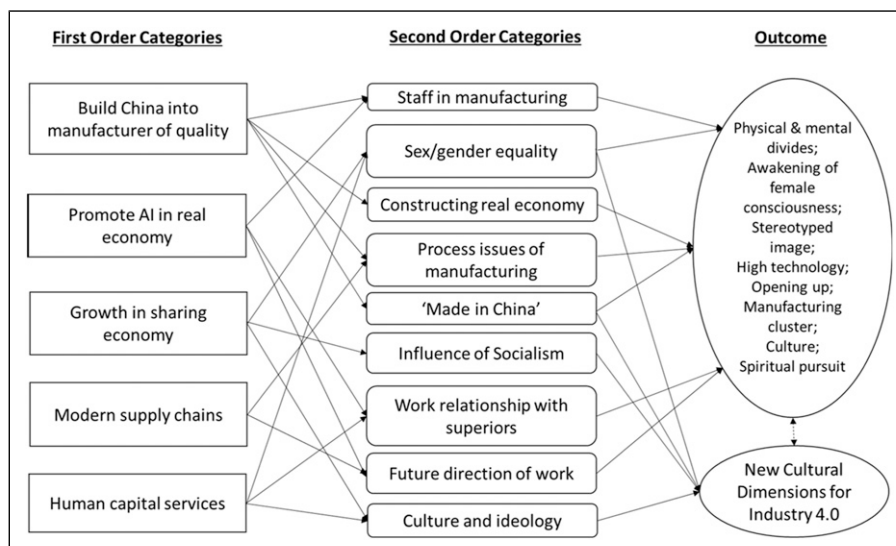 First Order Categories
Build China into
manufacturer of quality
Promote AI in real
economy
Growth in sharing
economy
Modern supply chains
Human capital services
Second Order Categories
Staff in manufacturing
Sex/gender equality
Constructing real economy
Process issues of
manufacturing
‘Made in China’
Influence of Socialism
Work relationship with
superiors
Future direction of work
Culture and ideology
Outcome
Physical & mental
divides;
Awakening of
female
consciousness;
Stereotyped
image;
High technology;
Opening up;
Manufacturing
cluster;
Culture;
Spiritual pursuit
New Cultural
Dimensions for
Industry 4.0